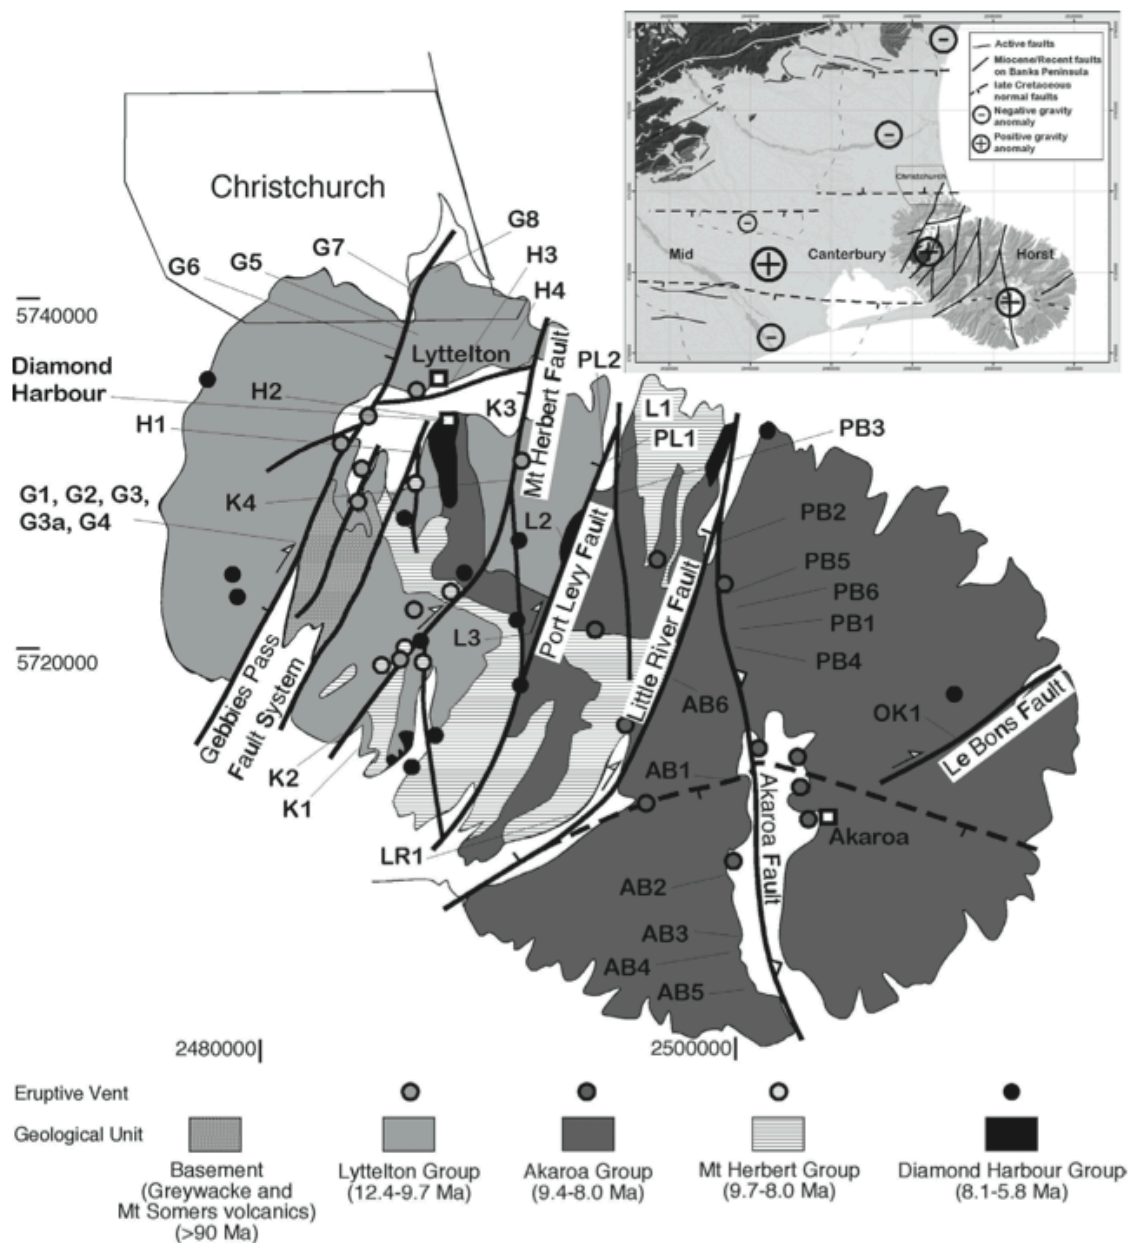 Active faults
Miocene/Recent faults
on Banks Peninsula
late Cretaceous
normal faults
Negative gravity
anomaly
Positive gravity
anomaly
Christchurch
Mid
Canterbury
Horst
Christchurch
G8
G7
H3
G5
G6
H4
5740000
Lyttelton
Diamond
Harbour
PL2
H2
K3
L1
H1
PL1
PB3
Mt Herbert Fault
G1, G2, G3,
G3a, G4
K4
L2
PB2
Port Levy Fault
PB5
PB6
PB1
L3
5720000
PB4
Little River Fault
AB6
Gebbies Pass
Fault System
OK1
Le Bons Fault
K2
AB1
K1
Akaroa Fault
Akaroa
LR1
AB2
AB3
AB4
AB5
2480000
2500000
Eruptive Vent
Geological Unit
Basement
(Greywacke and
Mt Somers volcanics)
(>90 Ma)
Lyttelton Group
(12.4-9.7 Ma)
Akaroa Group
(9.4-8.0 Ma)
Mt Herbert Group
(9.7-8.0 Ma)
Diamond Harbour Group
(8.1-5.8 Ma)